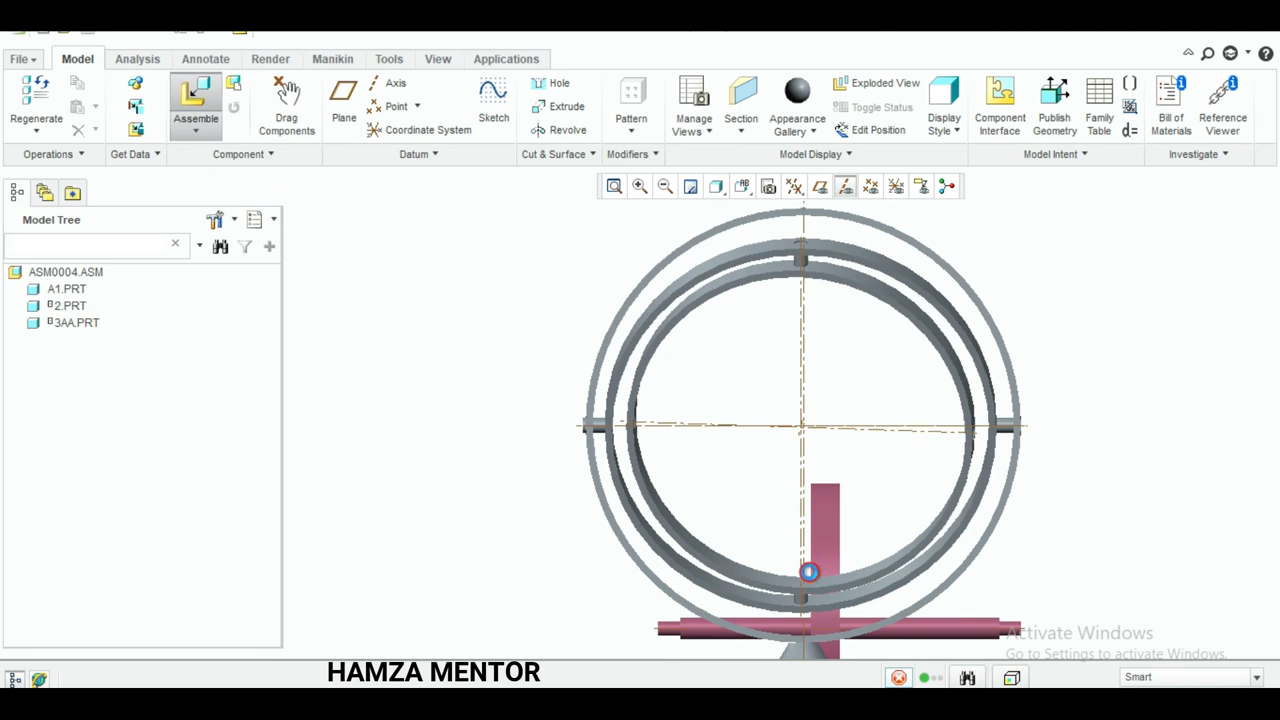 File
Model
Analysis
Annotate
Render
Manikin
Tools
View
Applications
Regenerate
Operations
Get Data
Assemble
Drag
Components
Component
Plane
Axis
Point
Coordinate System
Sketch
Datum
Hole
Extrude
Revolve
Cut & Surface
Pattern
Modifiers
Manage
Views
Section
Appearance
Gallery
Exploded View
Toggle Status
Edit Position
Display
Style
Model Display
Component
Interface
Publish
Geometry
Family
Table
Model Intent
Bill of
Materials
Reference
Viewer
Investigate
Model Tree
ASM0004.ASM
A1.PRT
2.PRT
3AA.PRT
Activate Windows
Go to Settings to activate Windows.
HAMZA MENTOR
Smart